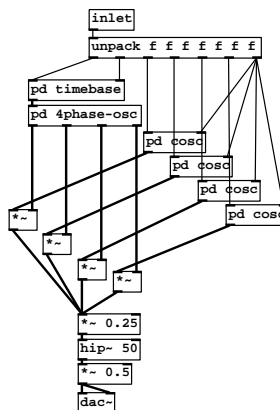 inlet
unpack f f f f f f f
pd timebase
pd 4phase-osc
pd cosc
pd cosc
pd cosc
pd cosc
*~
*~
*~
*~
*~ 0.25
hip~ 50
*~ 0.5
dac~